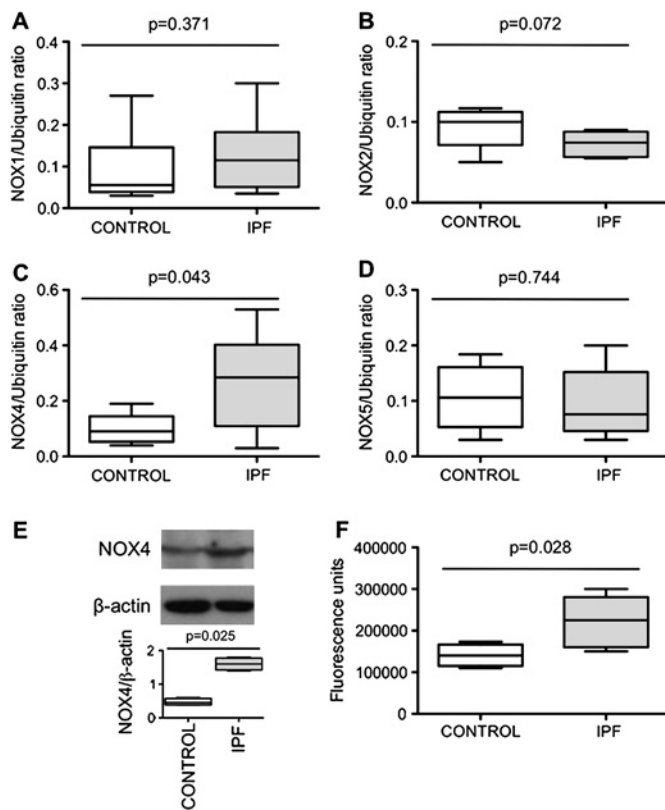 A
p=0.371
NOX1/Ubiquitin ratio
0.4
0.3
0.2
0.1
0.0
CONTROL IPF
B
p=0.072
NOX2/Ubiquitin ratio
0.2
0.1
0.0
CONTROL IPF
C
p=0.043
NOX4/Ubiquitin ratio
0.6
0.4
0.2
0.0
CONTROL IPF
D
p=0.744
NOX5/Ubiquitin ratio
0.3
0.2
0.1
0.0
CONTROL IPF
E
NOX4
β-actin
p=0.025
NOX4/β-actin
2
1
0
CONTROL
IPF
F
p=0.028
Fluorescence units
400000
300000
200000
100000
0
CONTROL IPF